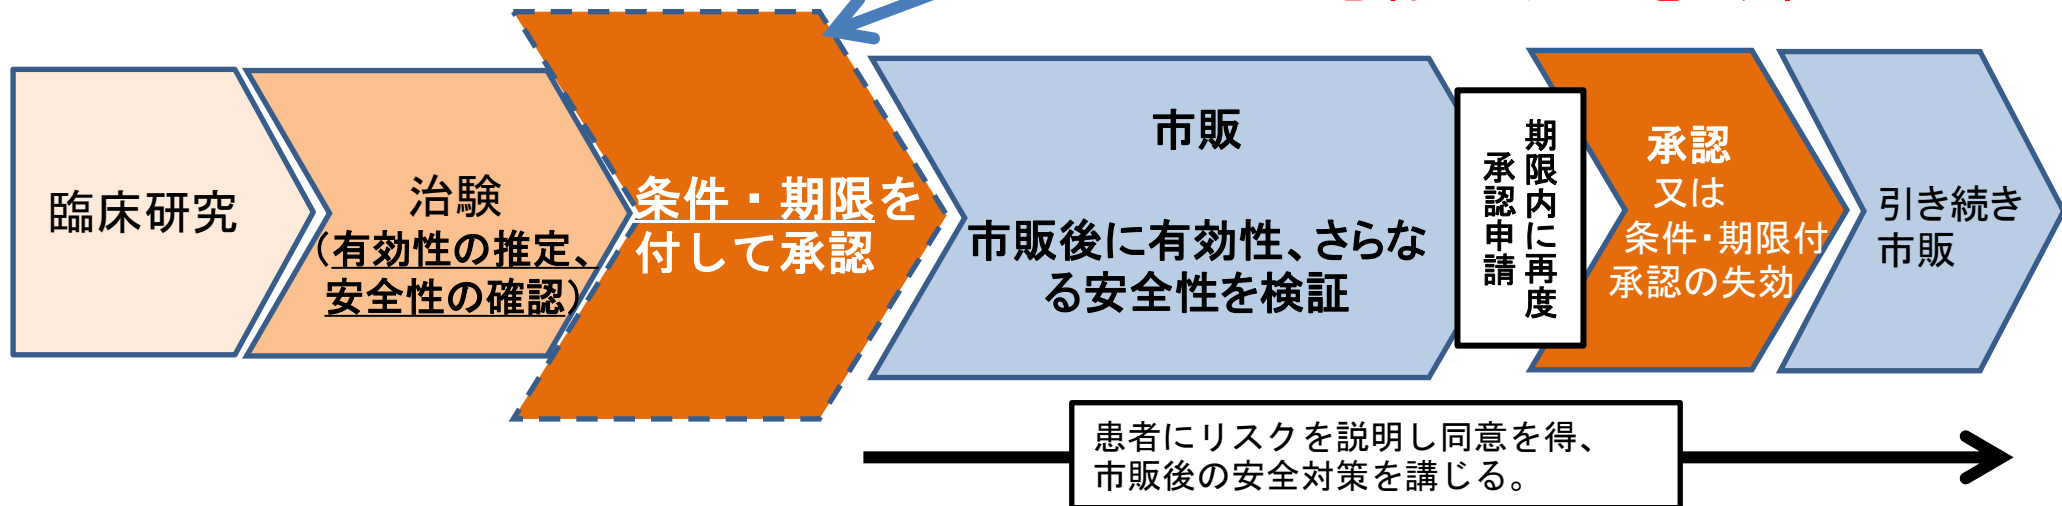 臨床研究
治験
（有効性の推定、
安全性の確認）
条件・期限を
付して承認
市販
市販後に有効性、さらな
る安全性を検証
期限内に再度
承認申請
承認
又は
条件・期限付
承認の失効
引き続き
市販
患者にリスクを説明し同意を得、
市販後の安全対策を講じる。